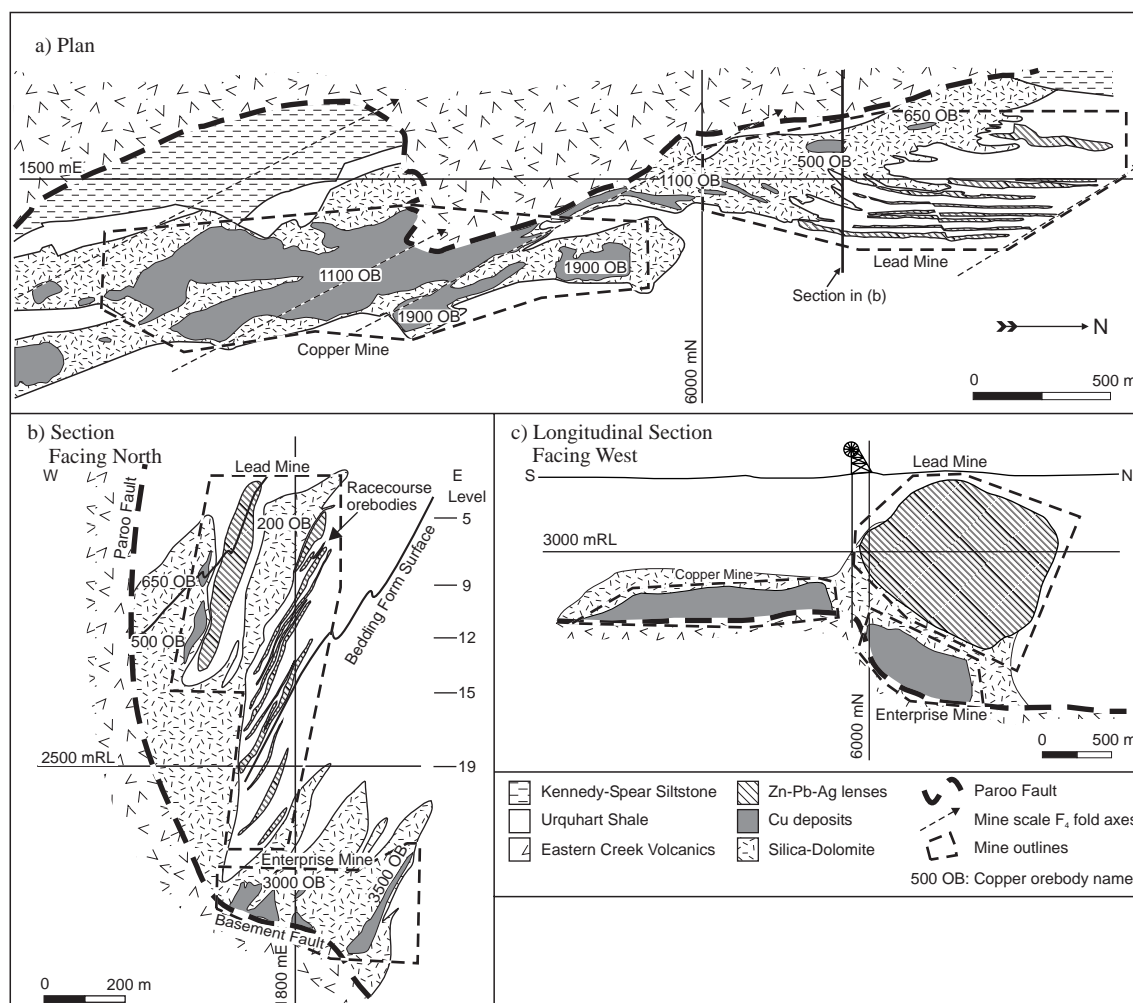 a) Plan
1500 mE
650 OB
500 OB
1100 OB
1100 OB
1900 OB
1900 OB
Lead Mine
Copper Mine
Section in (b)
6000 mN
N
0 500 m
b) Section
Facing North
W
E
Lead Mine
Level
Racecourse
orebodies
Paroo Fault
200 OB
5
650 OB
9
Bedding Form Surface
500 OB
12
15
2500 mRL
19
Enterprise Mine
3000 OB
3500 OB
Basement Fault
1800 mE
0 200 m
c) Longitudinal Section
Facing West
S
N
Lead Mine
3000 mRL
Copper Mine
6000 mN
Enterprise Mine
0 500 m
Kennedy-Spear Siltstone
Urquhart Shale
Eastern Creek Volcanics
Zn-Pb-Ag lenses
Cu deposits
Silica-Dolomite
Paroo Fault
Mine scale F4 fold axes
Mine outlines
500 OB: Copper orebody name